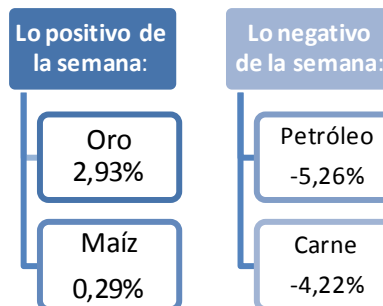 Lo positivo de
la semana:
Oro
2,93%
Maíz
0,29%
Lo negativo
de la semana:
Petróleo
-5,26%
Carne
-4,22%